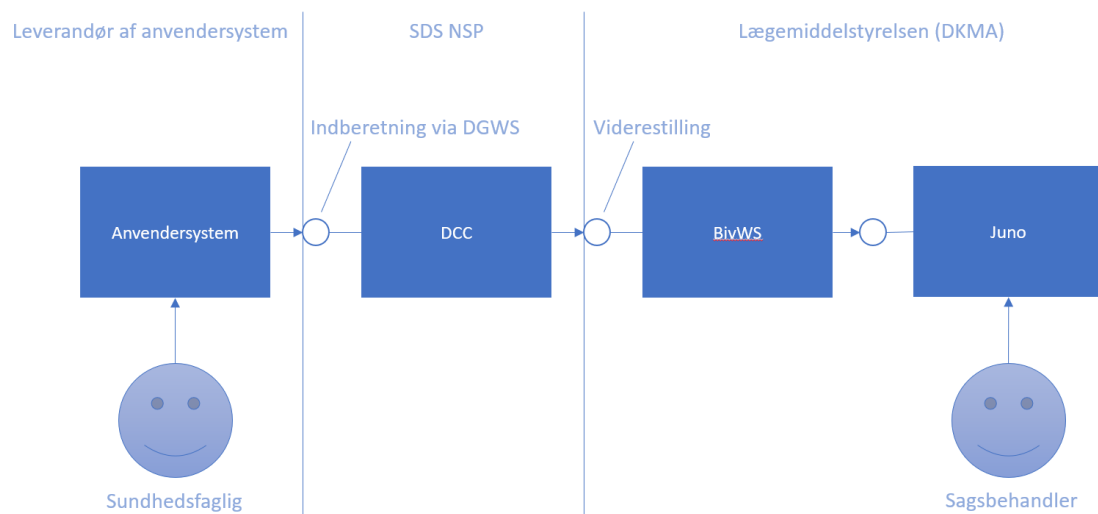 Leverandør af anvendersystem
SDS NSP
Lægemiddelstyrelsen (DKMA)
Indberetning via DGWS
Viderestilling
Anvendersystem
DCC
BivWS
Juno
Sundhedsfaglig
Sagsbehandler